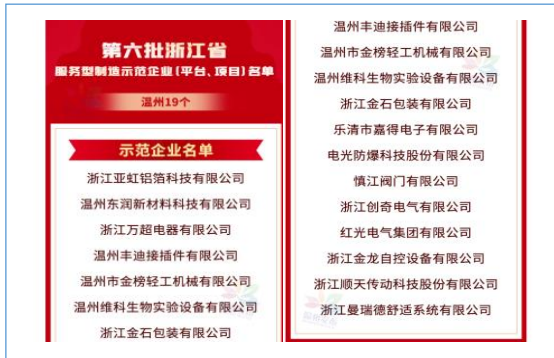 第六批浙江省
服务型制造示范企业(平台、项目)名单
温州19个
示范企业名单
浙江亚虹铝箔科技有限公司
温州东润新材料科技有限公司
浙江万超电器有限公司
温州丰迪接插件有限公司
温州市金榜轻工机械有限公司
温州维科生物实验设备有限公司
浙江金石包装有限公司
温州丰迪接插件有限公司
温州市金榜轻工机械有限公司
温州维科生物实验设备有限公司
浙江金石包装有限公司
乐清市嘉得电子有限公司
电光防爆科技股份有限公司
慎江阀门有限公司
浙江创奇电气有限公司
红光电气集团有限公司
浙江金龙自控设备有限公司
浙江顺天传动科技股份有限公司
浙江曼瑞德舒适系统有限公司